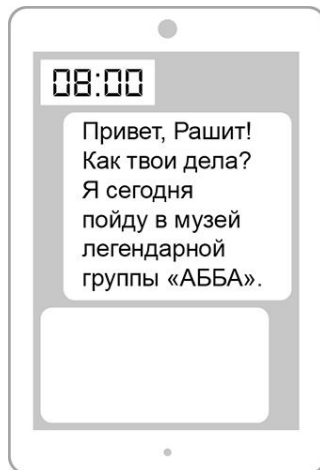 08:00
Привет, Рашит!
Как твои дела?
Я сегодня
пойду в музей
легендарной
группы «АББА».